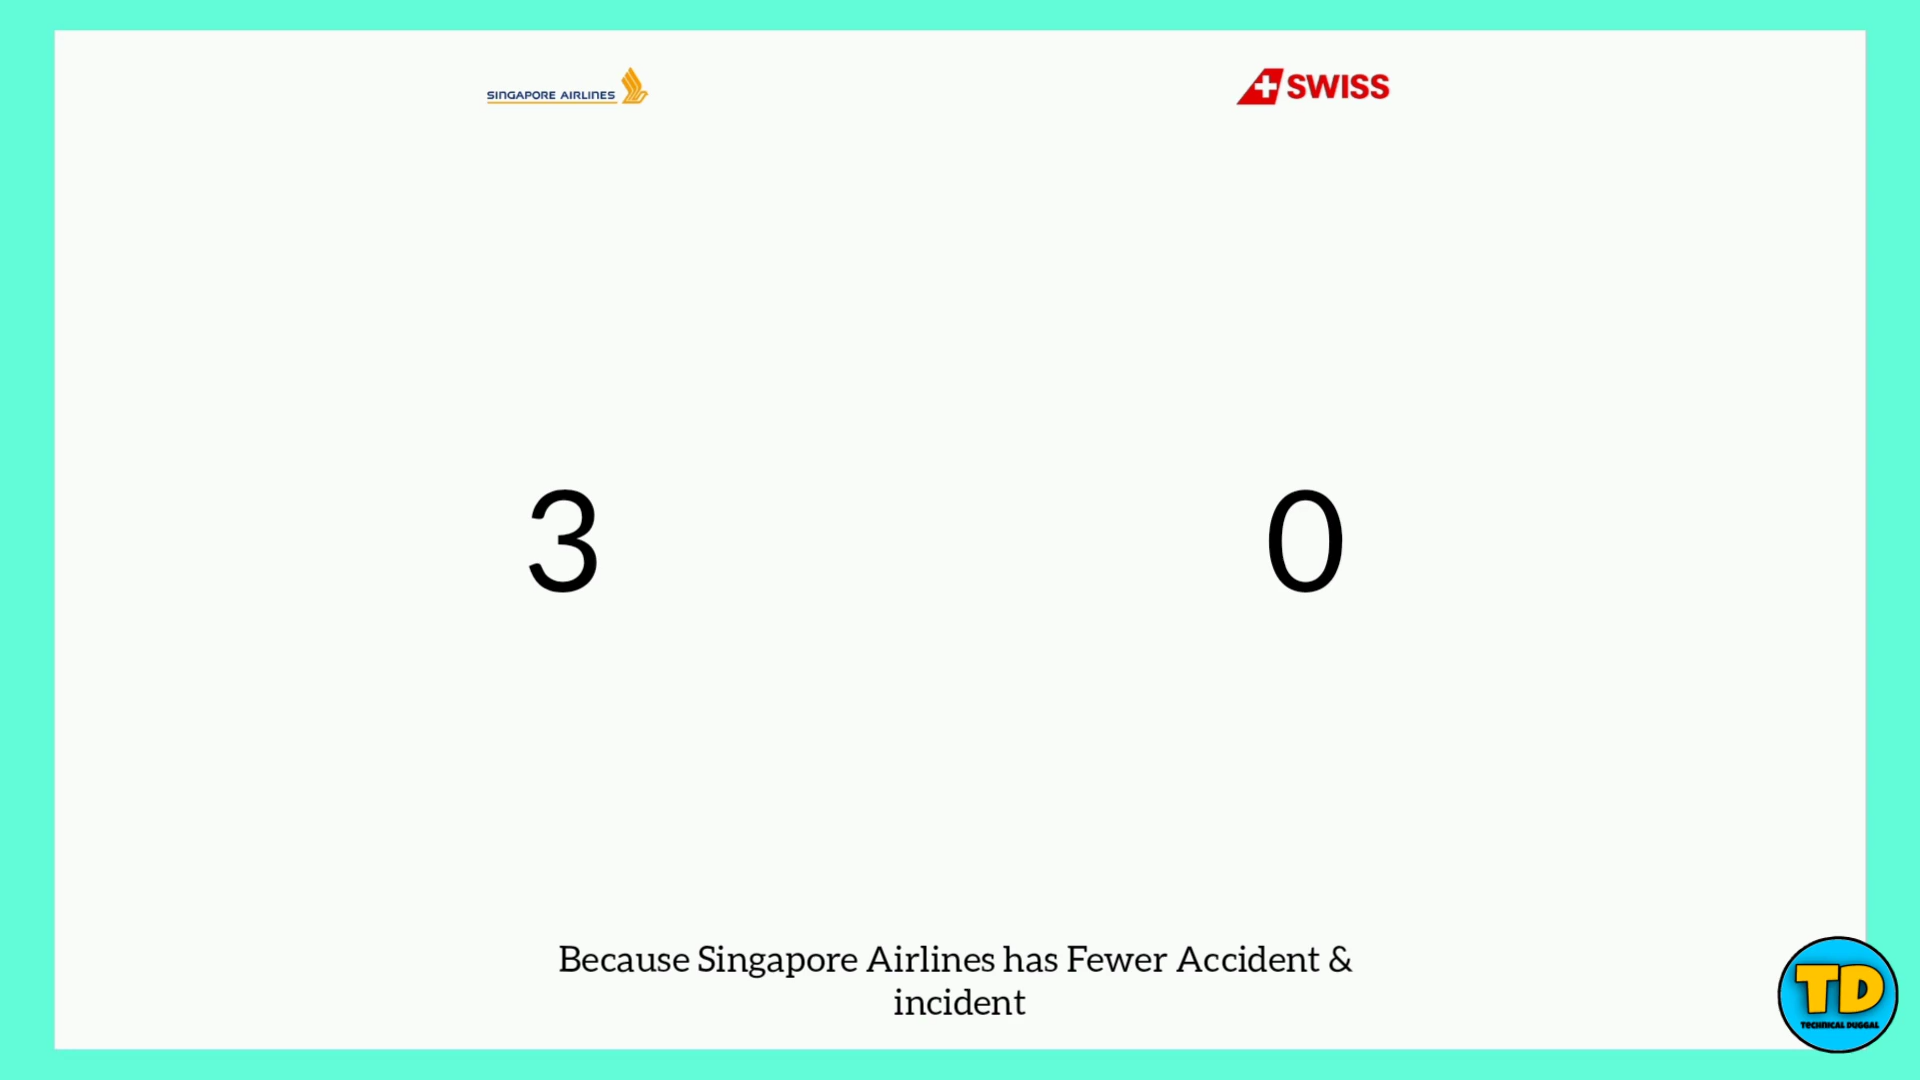 SINGAPORE AIRLINES
SWISS
3
0
Because Singapore Airlines has Fewer Accident &
incident
TD
TECHNICAL DUGGAL